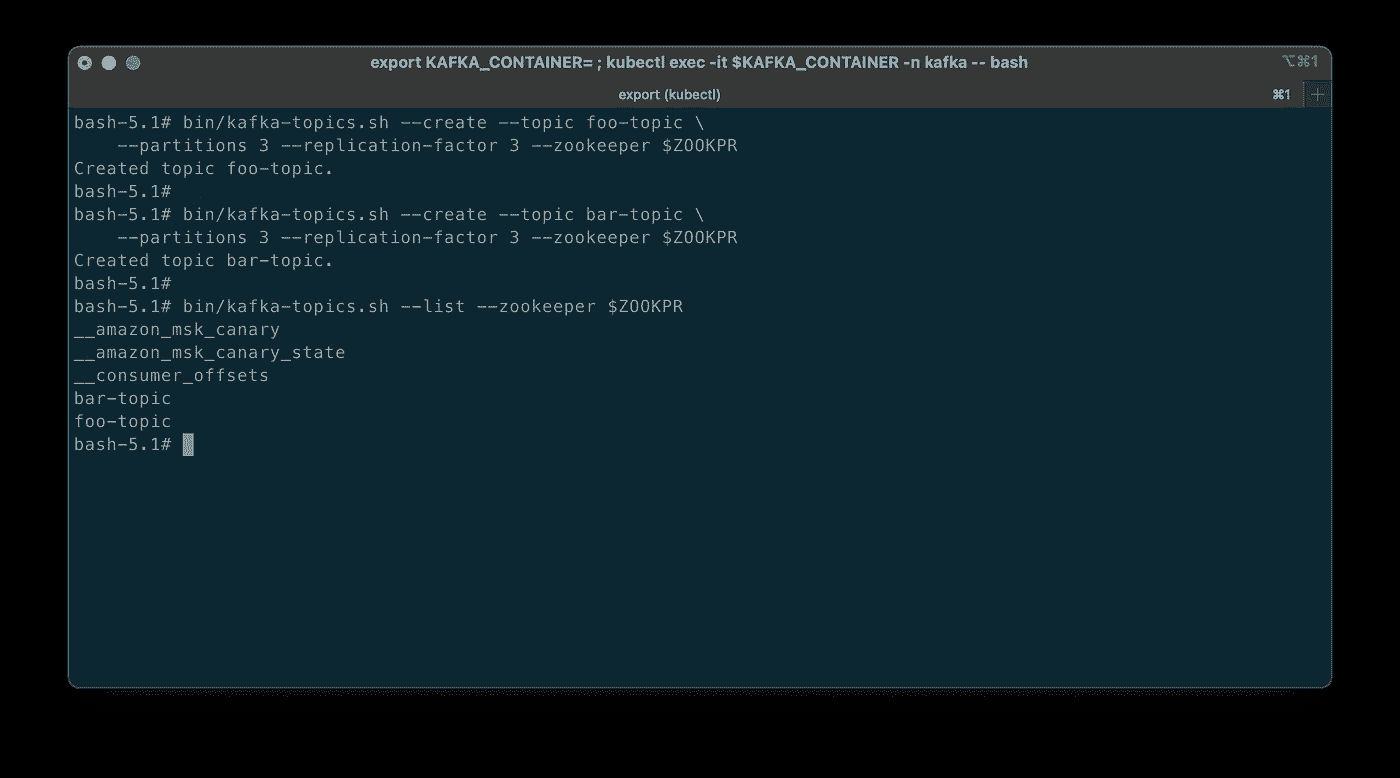 export KAFKA_CONTAINER= ; kubectl exec -it $KAFKA_CONTAINER -n kafka -- bash
⌥⌘1
export (kubectl)
⌘1
+
bash-5.1# bin/kafka-topics.sh --create --topic foo-topic \
    --partitions 3 --replication-factor 3 --zookeeper $ZOOKPR
Created topic foo-topic.
bash-5.1#
bash-5.1# bin/kafka-topics.sh --create --topic bar-topic \
    --partitions 3 --replication-factor 3 --zookeeper $ZOOKPR
Created topic bar-topic.
bash-5.1#
bash-5.1# bin/kafka-topics.sh --list --zookeeper $ZOOKPR
__amazon_msk_canary
__amazon_msk_canary_state
__consumer_offsets
bar-topic
foo-topic
bash-5.1#